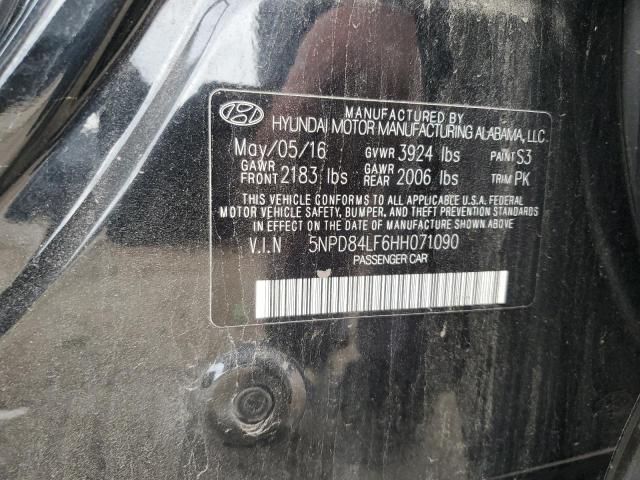 MANUFACTURED BY
HYUNDAI MOTOR MANUFACTURING ALABAMA, LLC.
May/05/16 GVWR 3924 lbs PAINT S3
GAWR FRONT 2183 lbs GAWR REAR 2006 lbs TRIM PK
THIS VEHICLE CONFORMS TO ALL APPLICABLE U.S.A. FEDERAL
MOTOR VEHICLE SAFETY, BUMPER, AND THEFT PREVENTION STANDARDS
IN EFFECT ON THE DATE OF MANUFACTURE SHOWN ABOVE
V.I.N 5NPD84LF6HH071090
PASSENGER CAR